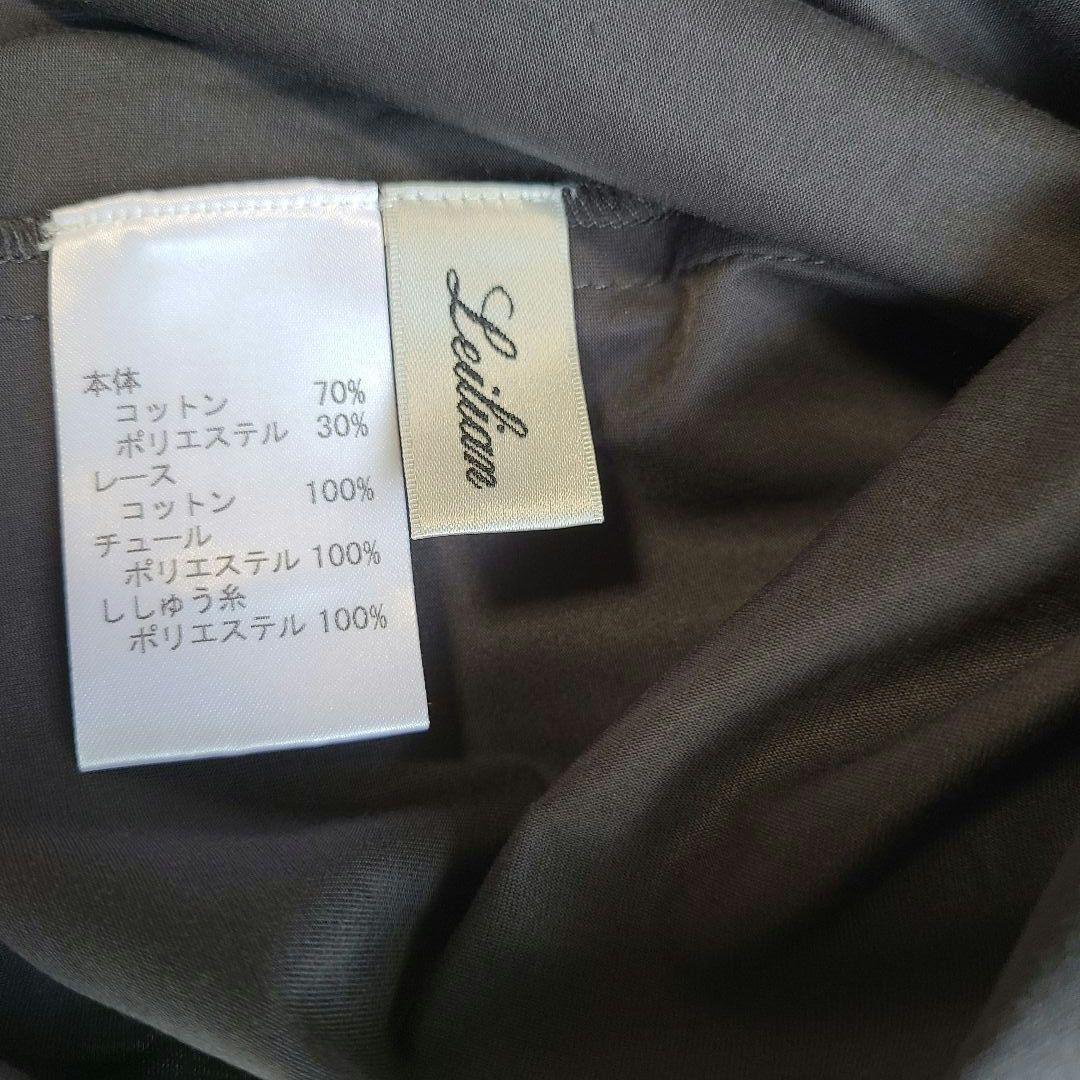 本体
コットン 70%
ポリエステル 30%
レース
コットン 100%
チュール
ポリエステル 100%
ししゅう糸
ポリエステル 100%
Leilian